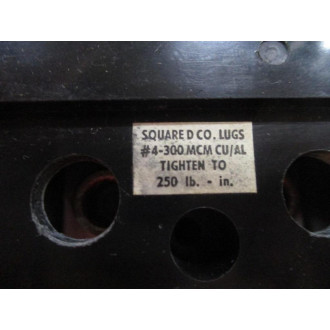 SQUARE D CO. LUGS
#4-300 MCM CU/AL
TIGHTEN TO
250 lb. - in.